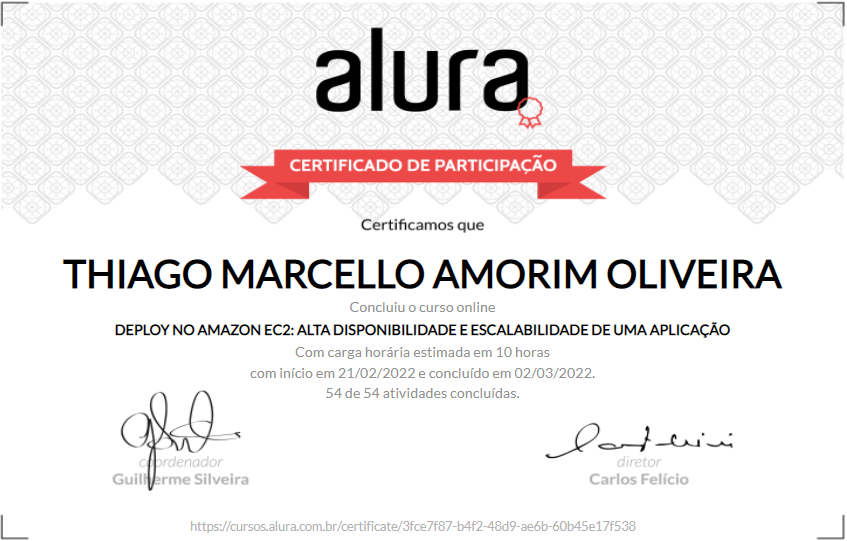 alura
CERTIFICADO DE PARTICIPAÇÃO
Certificamos que
THIAGO MARCELLO AMORIM OLIVEIRA
Concluiu o curso online
DEPLOY NO AMAZON EC2: ALTA DISPONIBILIDADE E ESCALABILIDADE DE UMA APLICAÇÃO
Com carga horária estimada em 10 horas
com início em 21/02/2022 e concluído em 02/03/2022.
54 de 54 atividades concluídas.
coordenador
Guilherme Silveira
diretor
Carlos Felício
https://cursos.alura.com.br/certificate/3fce7f87-b4f2-48d9-ae6b-60b45e17f538